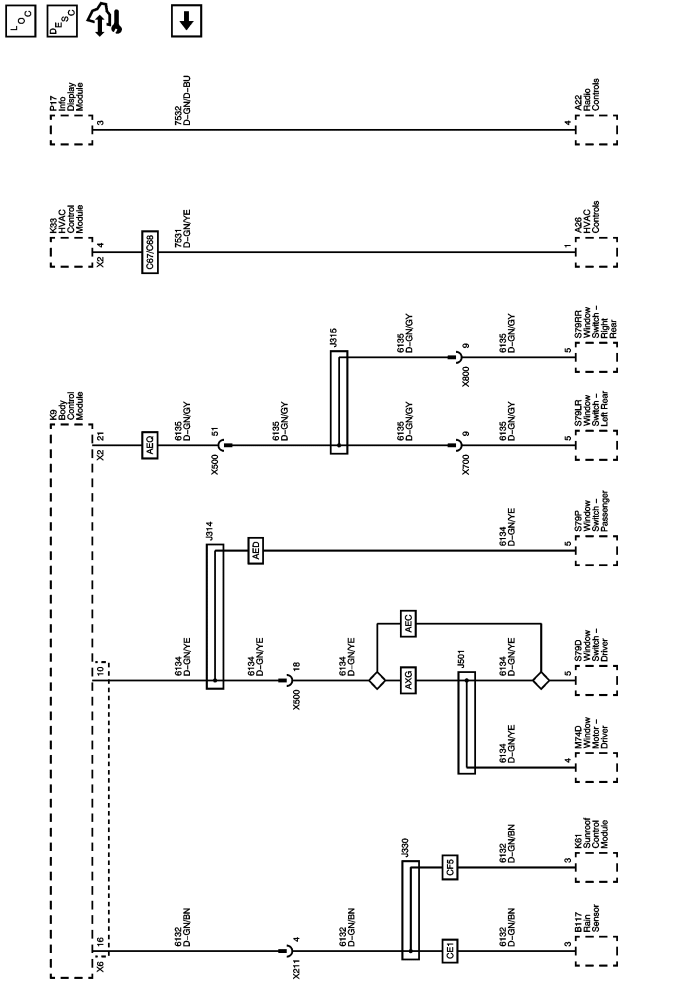 LOC
DESC
P17
Info
Display
Module
3
7532
D-GN/D-BU
4
A22
Radio
Controls
K33
HVAC
Control
Module
4
X2
C67/C68
7531
D-GN/YE
1
A26
HVAC
Controls
K9
Body
Control
Module
21
X2
AEQ
6135
D-GN/GY
51
X500
6135
D-GN/GY
J315
6135
D-GN/GY
9
X800
6135
D-GN/GY
5
S79RR
Window
Switch –
Right
Rear
6135
D-GN/GY
9
X700
6135
D-GN/GY
5
S79LR
Window
Switch –
Left Rear
10
6134
D-GN/YE
J314
AED
6134
D-GN/YE
5
S79P
Window
Switch –
Passenger
6134
D-GN/YE
18
X500
6134
D-GN/YE
AEC
AXG
J501
6134
D-GN/YE
5
S79D
Window
Switch –
Driver
6134
D-GN/YE
4
M74D
Window
Motor –
Driver
16
X6
6132
D-GN/BN
4
X211
6132
D-GN/BN
J330
CF5
6132
D-GN/BN
3
K61
Sunroof
Control
Module
CE1
6132
D-GN/BN
3
B117
Rain
Sensor